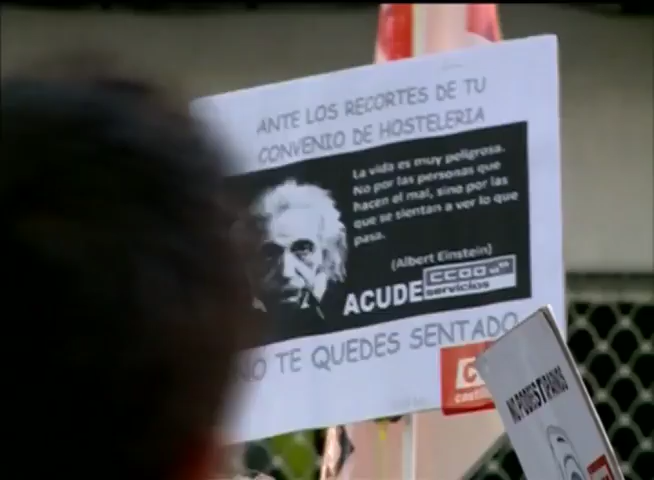 ANTE LOS RECORTES DE TU
CONVENIO DE HOSTELERIA
La vida es muy peligrosa.
No por las personas que
hacen el mal, sino por las
que se sientan a ver lo que
pasa.
(Albert Einstein)
ACUDE CCOO
servicios
NO TE QUEDES SENTADO